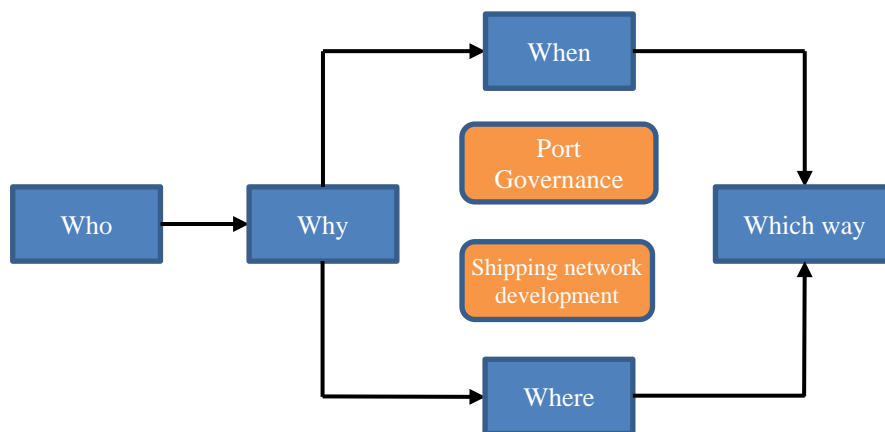 When
Port
Governance
Who
Why
Which way
Shipping network
development
Where